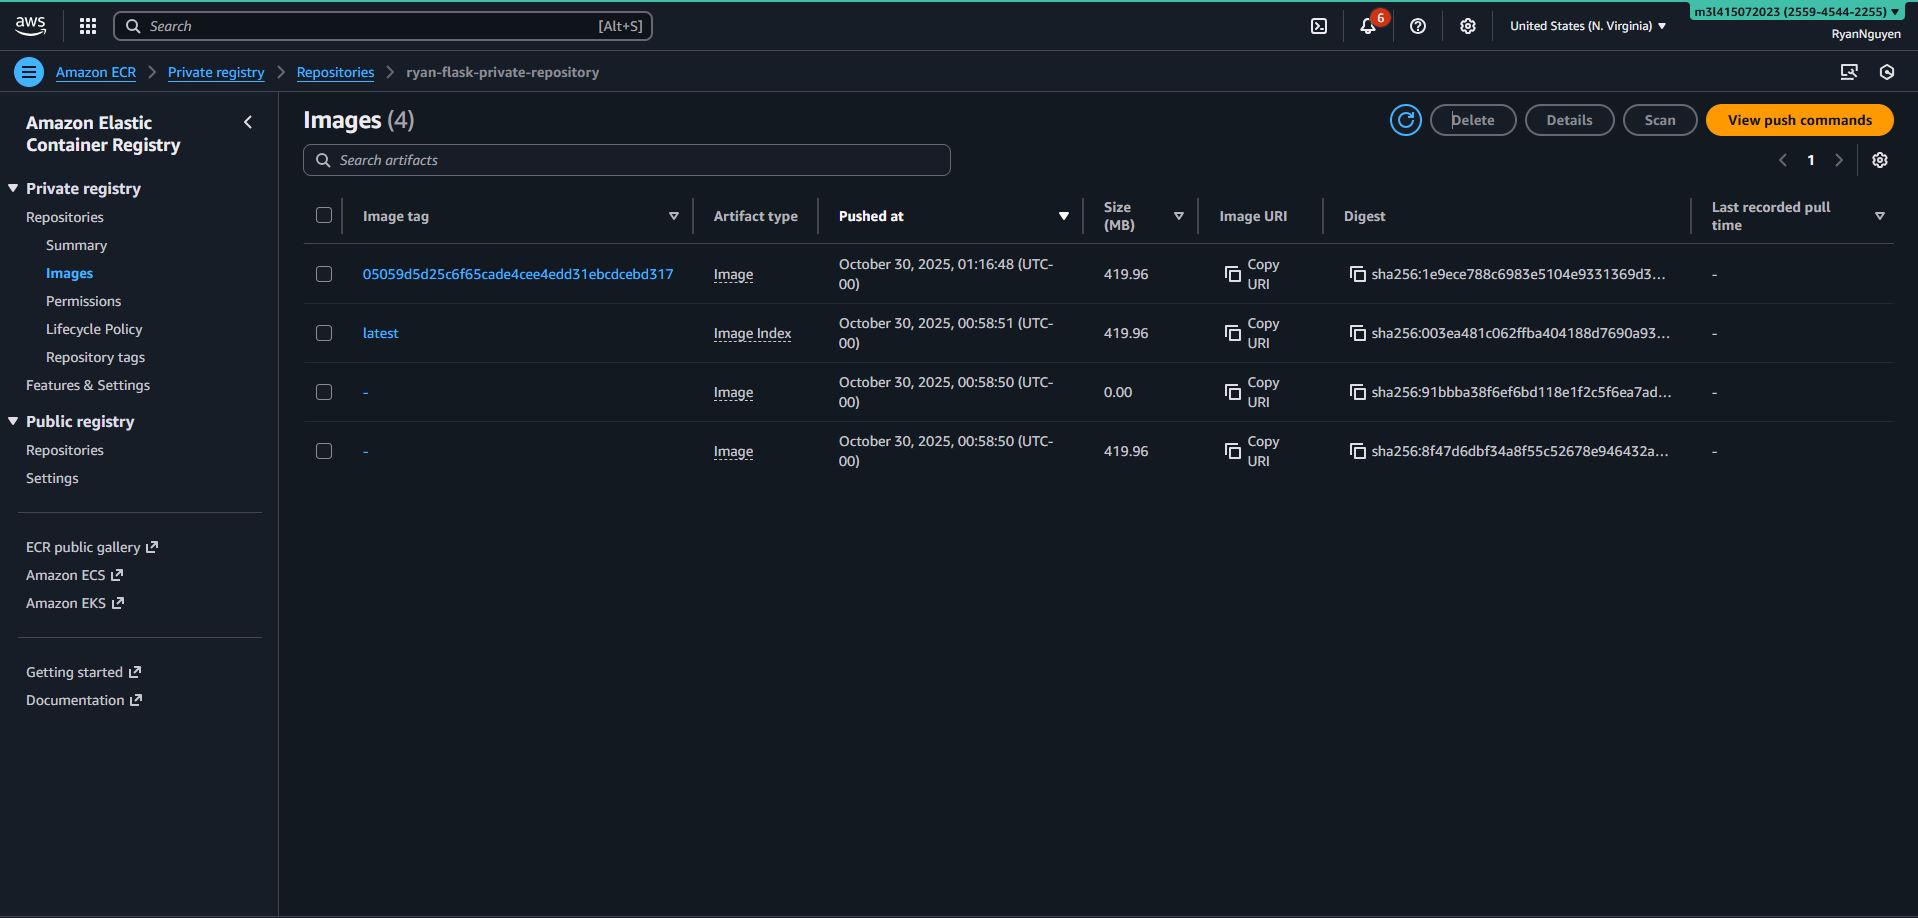 aws
Search [Alt+S]
6
United States (N. Virginia)
m3l415072023 (2559-4544-2255)
RyanNguyen
Amazon ECR
Private registry
Repositories
ryan-flask-private-repository
Amazon Elastic
Container Registry
Private registry
Repositories
Summary
Images
Permissions
Lifecycle Policy
Repository tags
Features & Settings
Public registry
Repositories
Settings
ECR public gallery
Amazon ECS
Amazon EKS
Getting started
Documentation
Images (4)
Delete
Details
Scan
View push commands
Search artifacts
1
Image tag
Artifact type
Pushed at
Size
(MB)
Image URI
Digest
Last recorded pull
time
05059d5d25c6f65cade4cee4edd31ebcdcebd317
Image
October 30, 2025, 01:16:48 (UTC-
00)
419.96
Copy
URI
sha256:1e9ece788c6983e5104e9331369d3...
-
latest
Image Index
October 30, 2025, 00:58:51 (UTC-
00)
419.96
Copy
URI
sha256:003ea481c062ffba404188d7690a93...
-
-
Image
October 30, 2025, 00:58:50 (UTC-
00)
0.00
Copy
URI
sha256:91bbba38f6ef6bd118e1f2c5f6ea7ad...
-
-
Image
October 30, 2025, 00:58:50 (UTC-
00)
419.96
Copy
URI
sha256:8f47d6dbf34a8f55c52678e946432a...
-